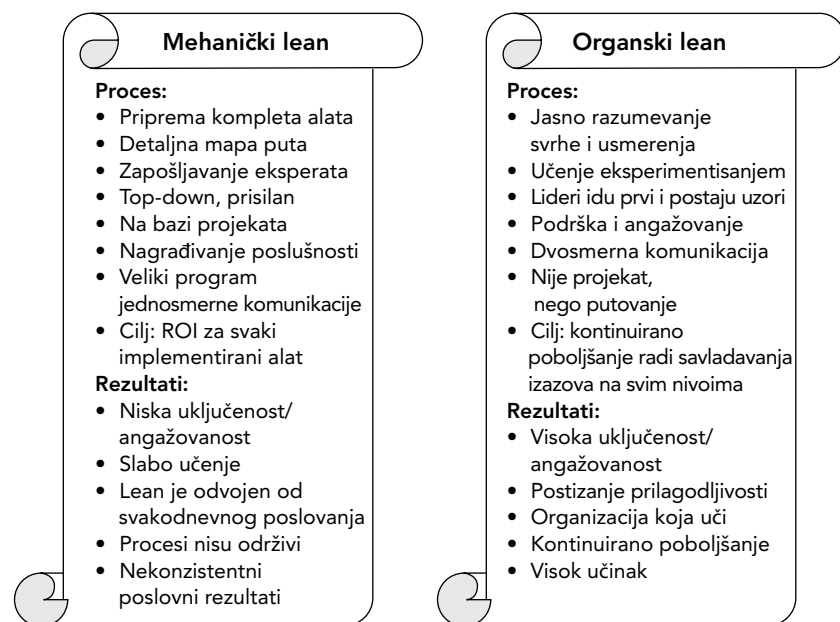 Mehanički lean
Proces:
• Priprema kompleta alata
• Detaljna mapa puta
• Zapošljavanje eksperata
• Top-down, prisilan
• Na bazi projekata
• Nagrađivanje poslušnosti
• Veliki program
jednosmerne komunikacije
• Cilj: ROI za svaki
implementirani alat
Rezultati:
• Niska uključenost/
angažovanost
• Slabo učenje
• Lean je odvojen od
svakodnevnog poslovanja
• Procesi nisu održivi
• Nekonzistentni
poslovni rezultati
Organski lean
Proces:
• Jasno razumevanje
svrhe i usmerenja
• Učenje eksperimentisanjem
• Lideri idu prvi i postaju uzori
• Podrška i angažovanje
• Dvosmerna komunikacija
• Nije projekat,
nego putovanje
• Cilj: kontinuirano
poboljšanje radi savladavanja
izazova na svim nivoima
Rezultati:
• Visoka uključenost/
angažovanost
• Postizanje prilagodljivosti
• Organizacija koja uči
• Kontinuirano poboljšanje
• Visok učinak